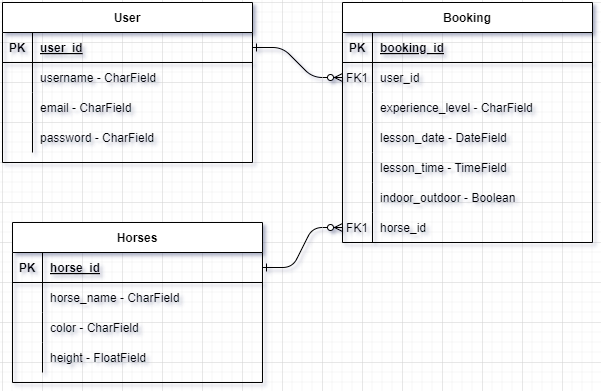 User
PK user_id
username - CharField
email - CharField
password - CharField
Booking
PK booking_id
FK1 user_id
experience_level - CharField
lesson_date - DateField
lesson_time - TimeField
indoor_outdoor - Boolean
FK1 horse_id
Horses
PK horse_id
horse_name - CharField
color - CharField
height - FloatField